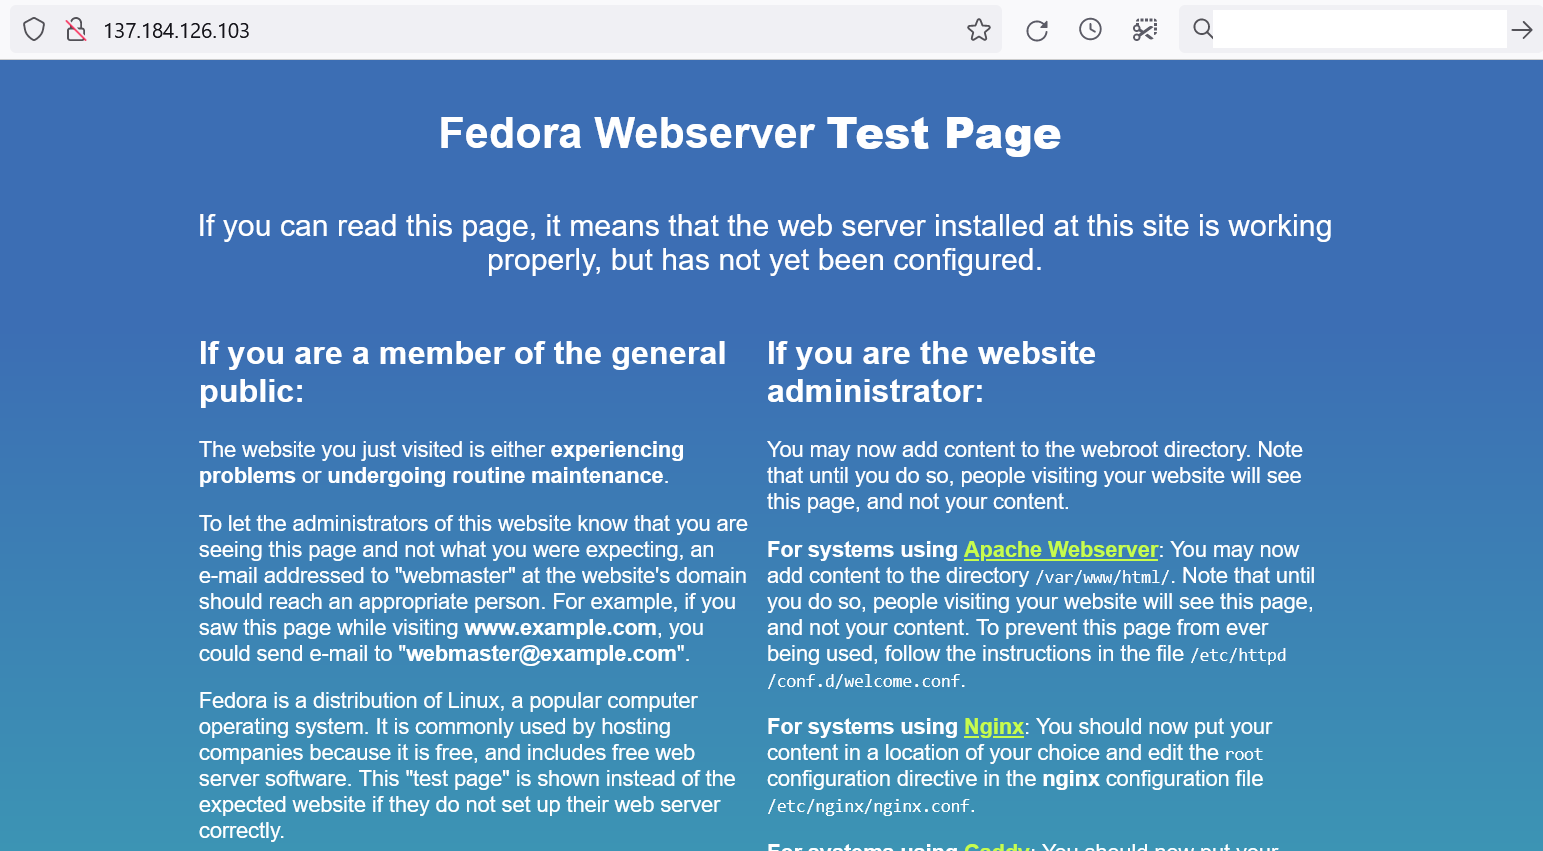 137.184.126.103
Fedora Webserver Test Page
If you can read this page, it means that the web server installed at this site is working
properly, but has not yet been configured.
If you are a member of the general
public:
The website you just visited is either experiencing
problems or undergoing routine maintenance.
To let the administrators of this website know that you are
seeing this page and not what you were expecting, an
e-mail addressed to "webmaster" at the website's domain
should reach an appropriate person. For example, if you
saw this page while visiting www.example.com, you
could send e-mail to "webmaster@example.com".
Fedora is a distribution of Linux, a popular computer
operating system. It is commonly used by hosting
companies because it is free, and includes free web
server software. This "test page" is shown instead of the
expected website if they do not set up their web server
correctly.
If you are the website
administrator:
You may now add content to the webroot directory. Note
that until you do so, people visiting your website will see
this page, and not your content.
For systems using Apache Webserver: You may now
add content to the directory /var/www/html/. Note that until
you do so, people visiting your website will see this page,
and not your content. To prevent this page from ever
being used, follow the instructions in the file /etc/httpd
/conf.d/welcome.conf.
For systems using Nginx: You should now put your
content in a location of your choice and edit the root
configuration directive in the nginx configuration file
/etc/nginx/nginx.conf.
For systems using Caddy: You should now put your